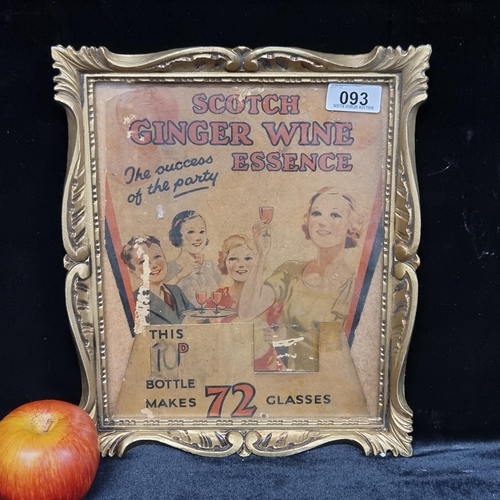 SCOTCH
GINGER WINE
ESSENCE
The success
of the party
093
THIS
10D
BOTTLE
MAKES 72 GLASSES